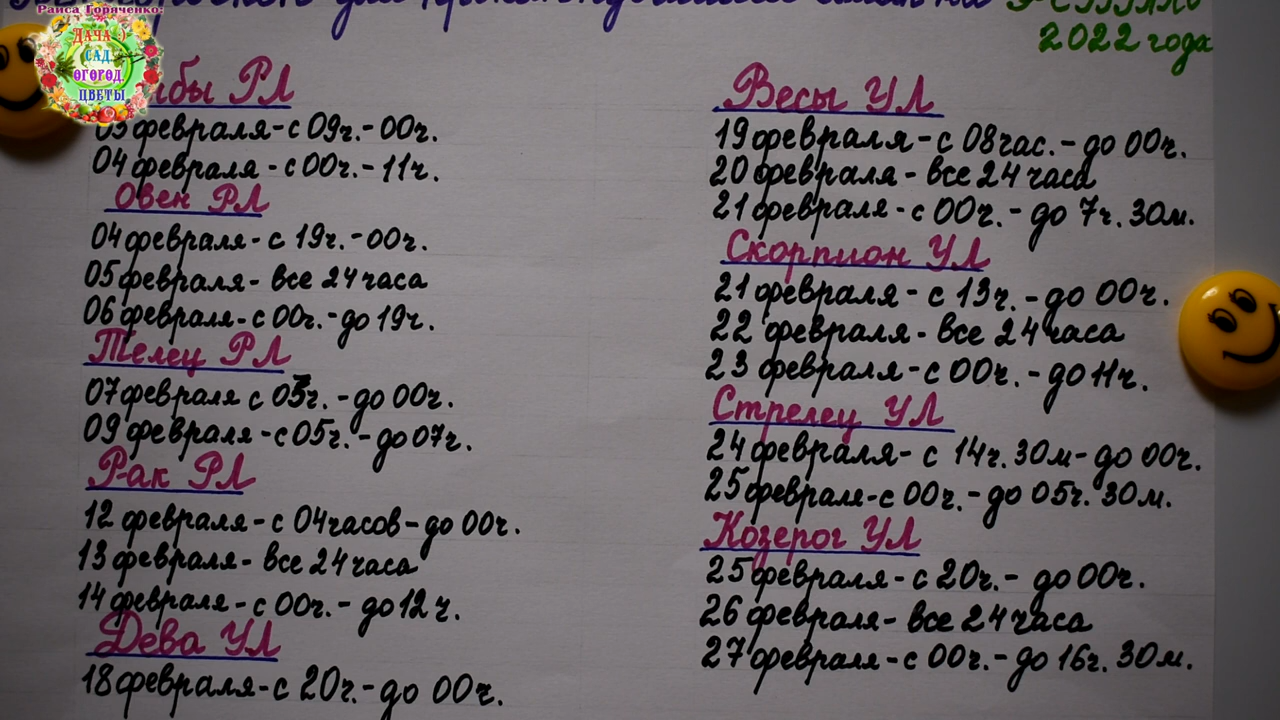 Раиса Горяченко:
ДАЧА
САД,
ОГОРОД,
ЦВЕТЫ
2022 года
РЛ
03 февраля - с 09ч. - 00ч.
04 февраля - с 00ч. - 11ч.
Овен РЛ
04 февраля - с 19ч. - 00ч.
05 февраля - все 24 часа
06 февраля - с 00ч. - до 19ч.
Телец РЛ
07 февраля с ч. - до 00ч.
09 февраля - с 05ч. - до 07ч.
Рак РЛ
12 февраля - с 04 часов - до 00ч.
13 февраля - все 24 часа
14 февраля - с 00ч. - до 12 ч.
Дева УЛ
18 февраля - с 20ч. - до 00ч.
Весы УЛ
19 февраля - с 08 час. - до 00ч.
20 февраля - все 24 часа
21 февраля - с 00ч. - до 7ч. 30м.
Скорпион УЛ
21 февраля - с 13ч. - до 00ч.
22 февраля - все 24 часа
23 февраля - с 00ч. - до 11ч.
Стрелец УЛ
24 февраля - с 14ч. 30м - до 00ч.
25 февраля - с 00ч. - до 05ч. 30м.
Козерог УЛ
25 февраля - с 20ч. - до 00ч.
26 февраля - все 24 часа
27 февраля - с 00ч. - до 16ч. 30м.